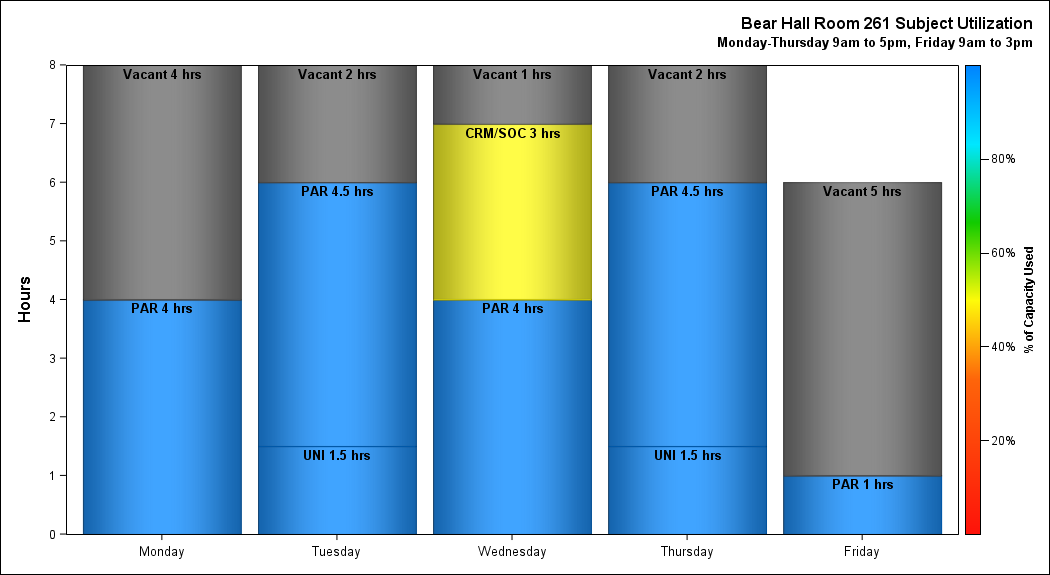 Bear Hall Room 261 Subject Utilization
Monday-Thursday 9am to 5pm, Friday 9am to 3pm
Hours
8
7
6
5
4
3
2
1
0
Vacant 4 hrs
PAR 4 hrs
Vacant 2 hrs
PAR 4.5 hrs
UNI 1.5 hrs
Vacant 1 hrs
CRM/SOC 3 hrs
PAR 4 hrs
Vacant 2 hrs
PAR 4.5 hrs
UNI 1.5 hrs
Vacant 5 hrs
PAR 1 hrs
Monday
Tuesday
Wednesday
Thursday
Friday
80%
60%
40%
20%
% of Capacity Used